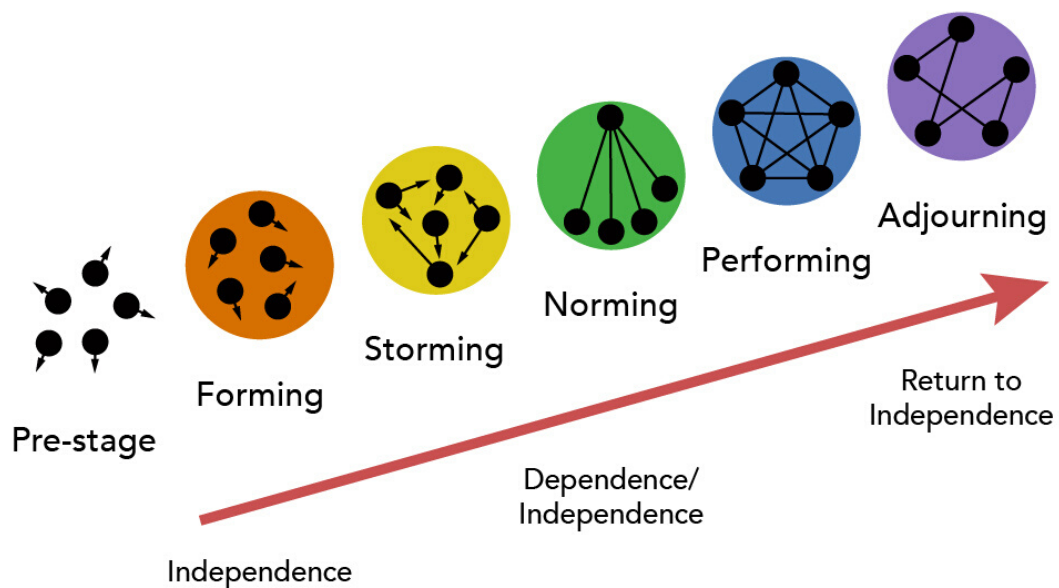 Pre-stage
Forming
Storming
Norming
Performing
Adjourning
Independence
Dependence/
Independence
Return to
Independence